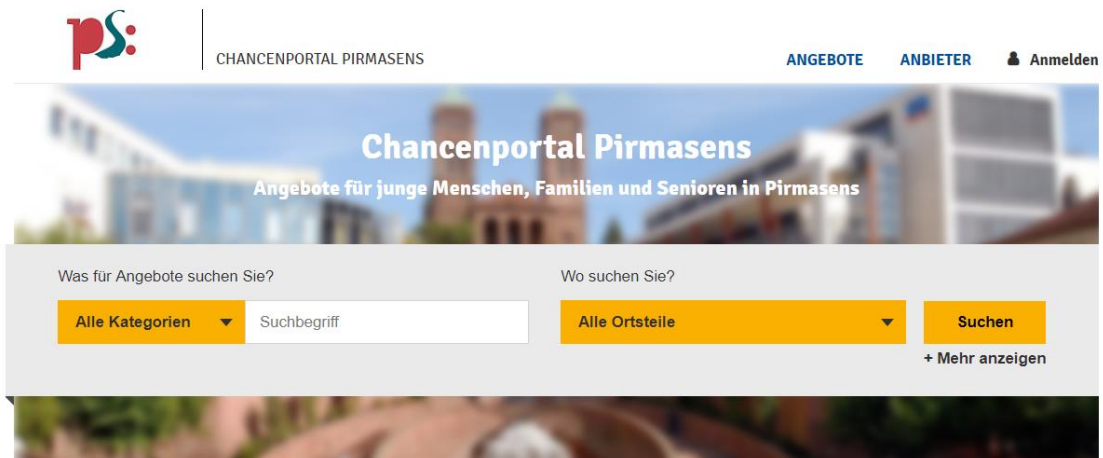 ps:
CHANCENPORTAL PIRMASENS
ANGEBOTE
ANBIETER
Anmelden
Chancenportal Pirmasens
Angebote für junge Menschen, Familien und Senioren in Pirmasens
Was für Angebote suchen Sie?
Wo suchen Sie?
Alle Kategorien
Suchbegriff
Alle Ortsteile
Suchen
+ Mehr anzeigen